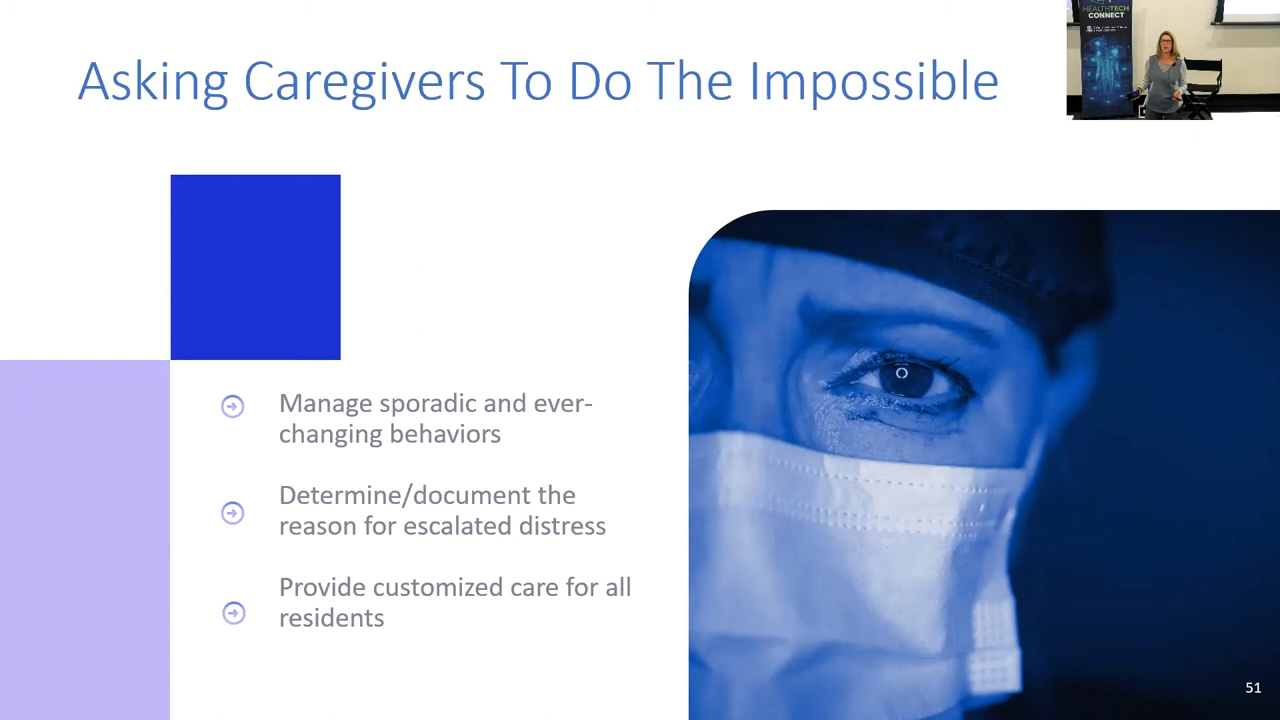 HEALTHTECH
CONNECT
Asking Caregivers To Do The Impossible
Manage sporadic and ever-
changing behaviors
Determine/document the
reason for escalated distress
Provide customized care for all
residents
51